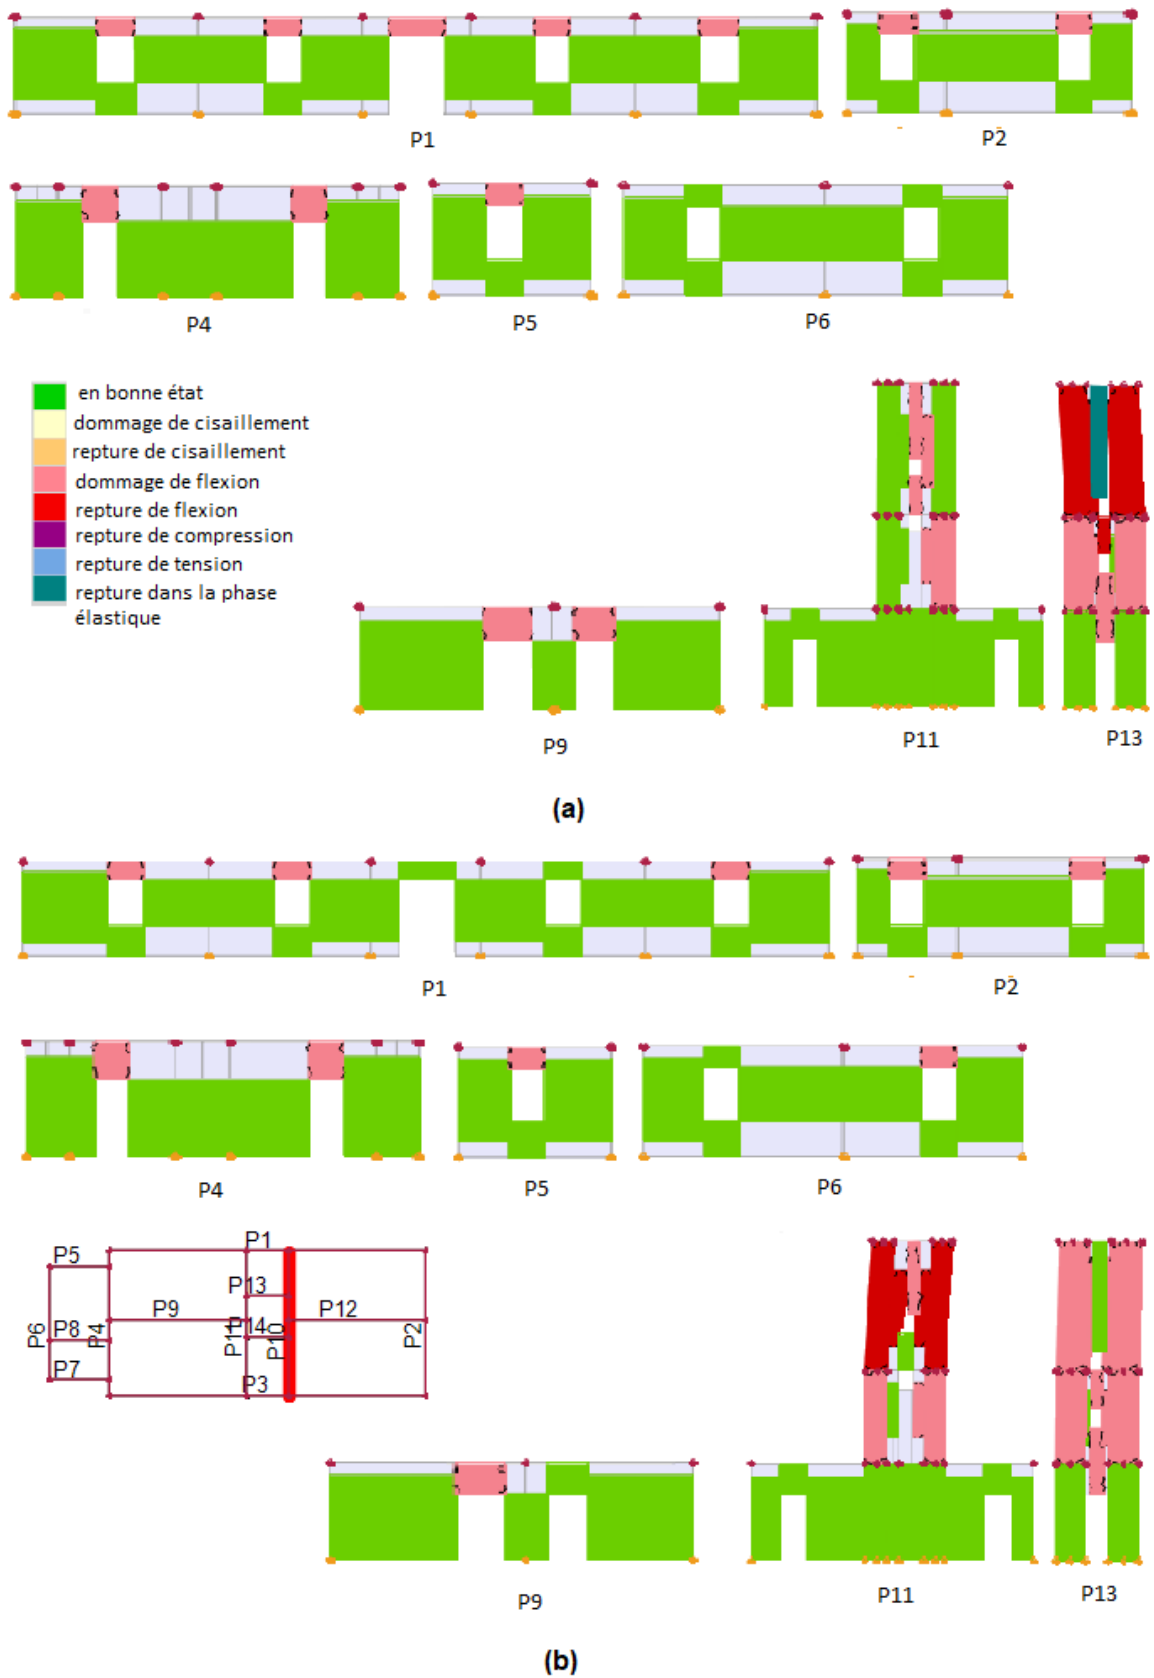 P1
P2
P4
P5
P6
en bonne état
dommage de cisaillement
repture de cisaillement
dommage de flexion
repture de flexion
repture de compression
repture de tension
repture dans la phase
élastique
P9
P11
P13
(a)
P1
P2
P4
P5
P6
P1
P5
P13
P9
P12
P6
P8
P4
P11
14
P10
P2
P7
P3
P9
P11
P13
(b)